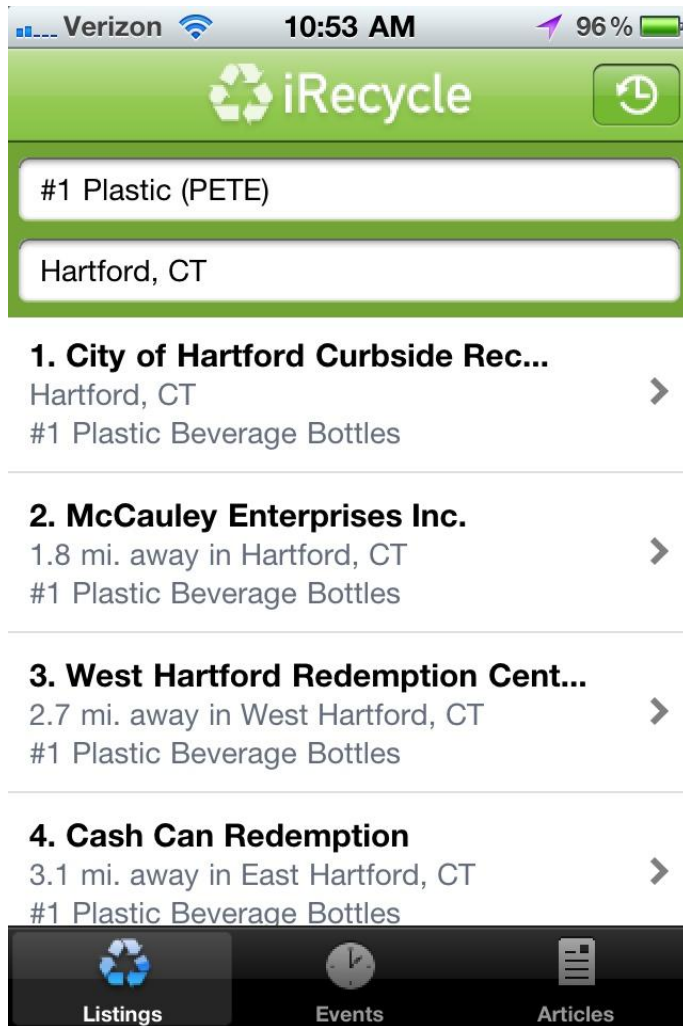 Verizon 10:53 AM 96%
iRecycle
#1 Plastic (PETE)
Hartford, CT
1. City of Hartford Curbside Rec...
Hartford, CT
#1 Plastic Beverage Bottles
2. McCauley Enterprises Inc.
1.8 mi. away in Hartford, CT
#1 Plastic Beverage Bottles
3. West Hartford Redemption Cent...
2.7 mi. away in West Hartford, CT
#1 Plastic Beverage Bottles
4. Cash Can Redemption
3.1 mi. away in East Hartford, CT
#1 Plastic Beverage Bottles
Listings Events Articles